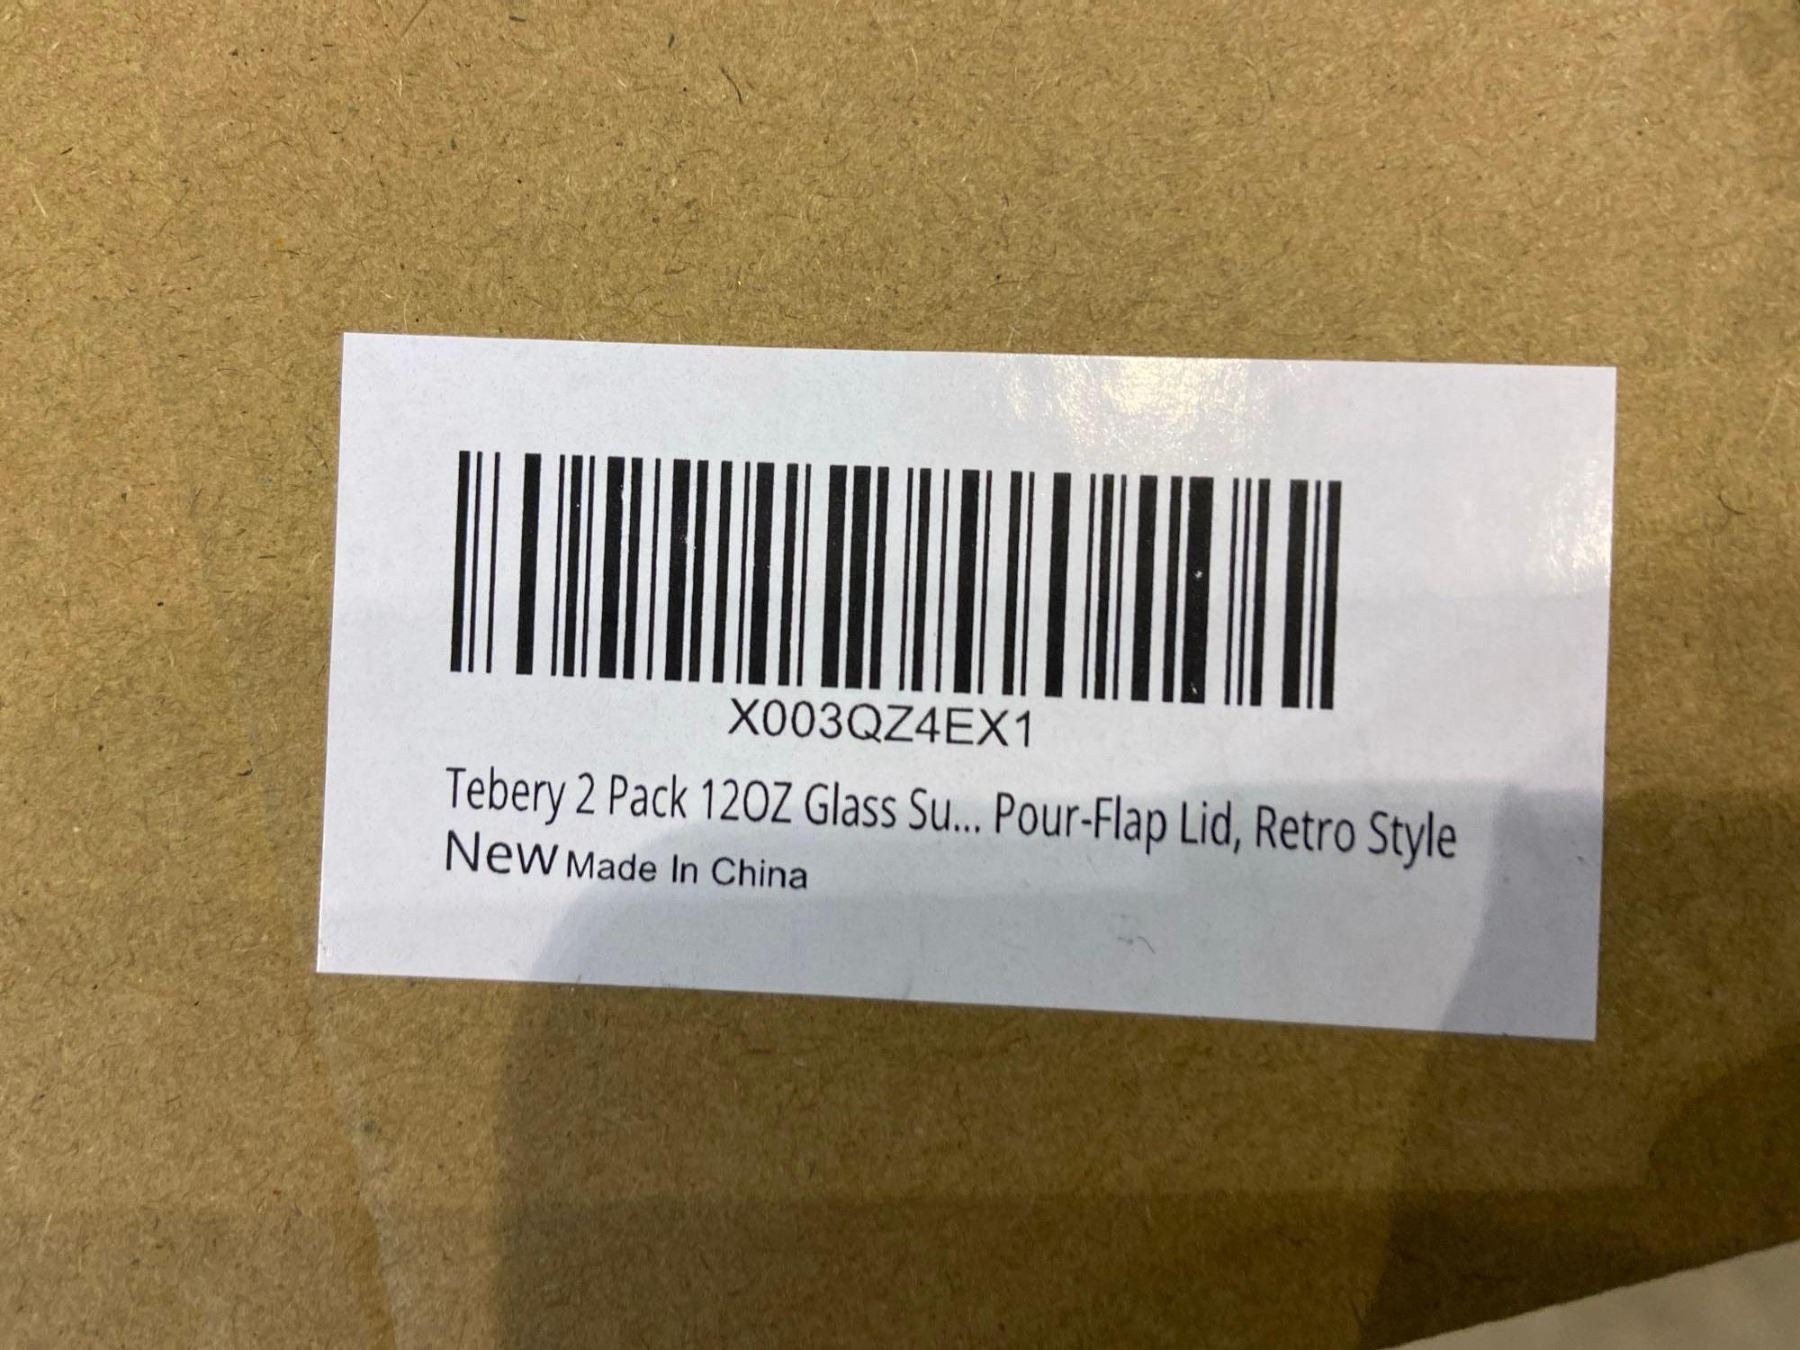 X003QZ4EX1
Tebery 2 Pack 12OZ Glass Su... Pour-Flap Lid, Retro Style
New Made In China